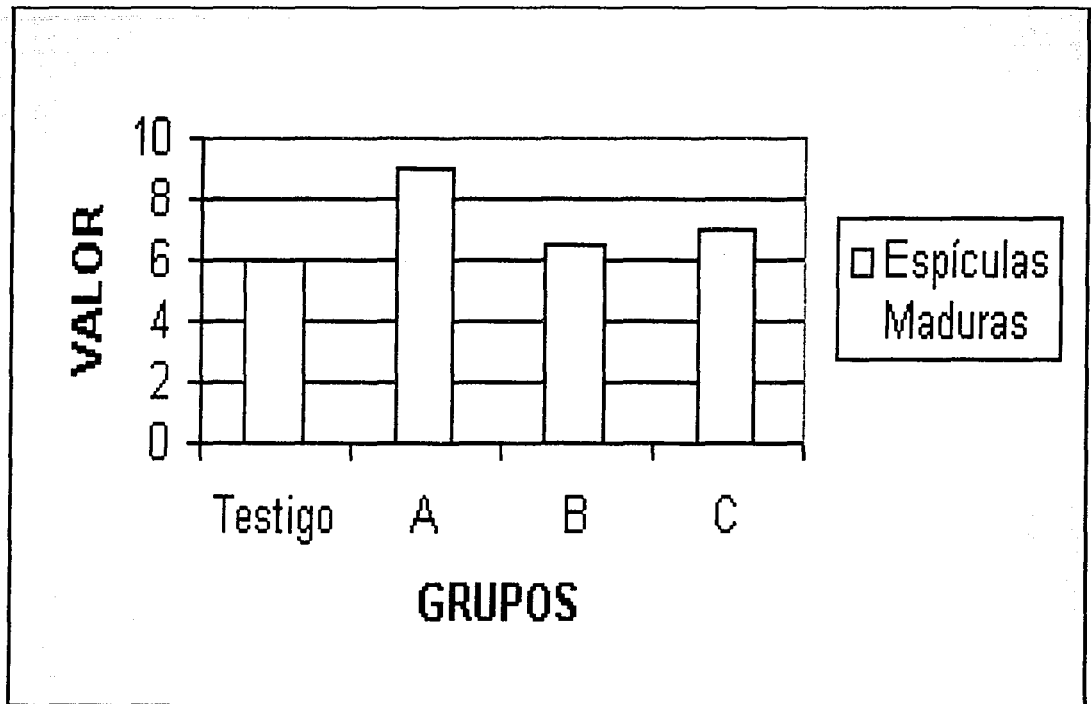 10
8
6
4
2
0
VALOR
Testigo A B C
GRUPOS
Espículas
Maduras